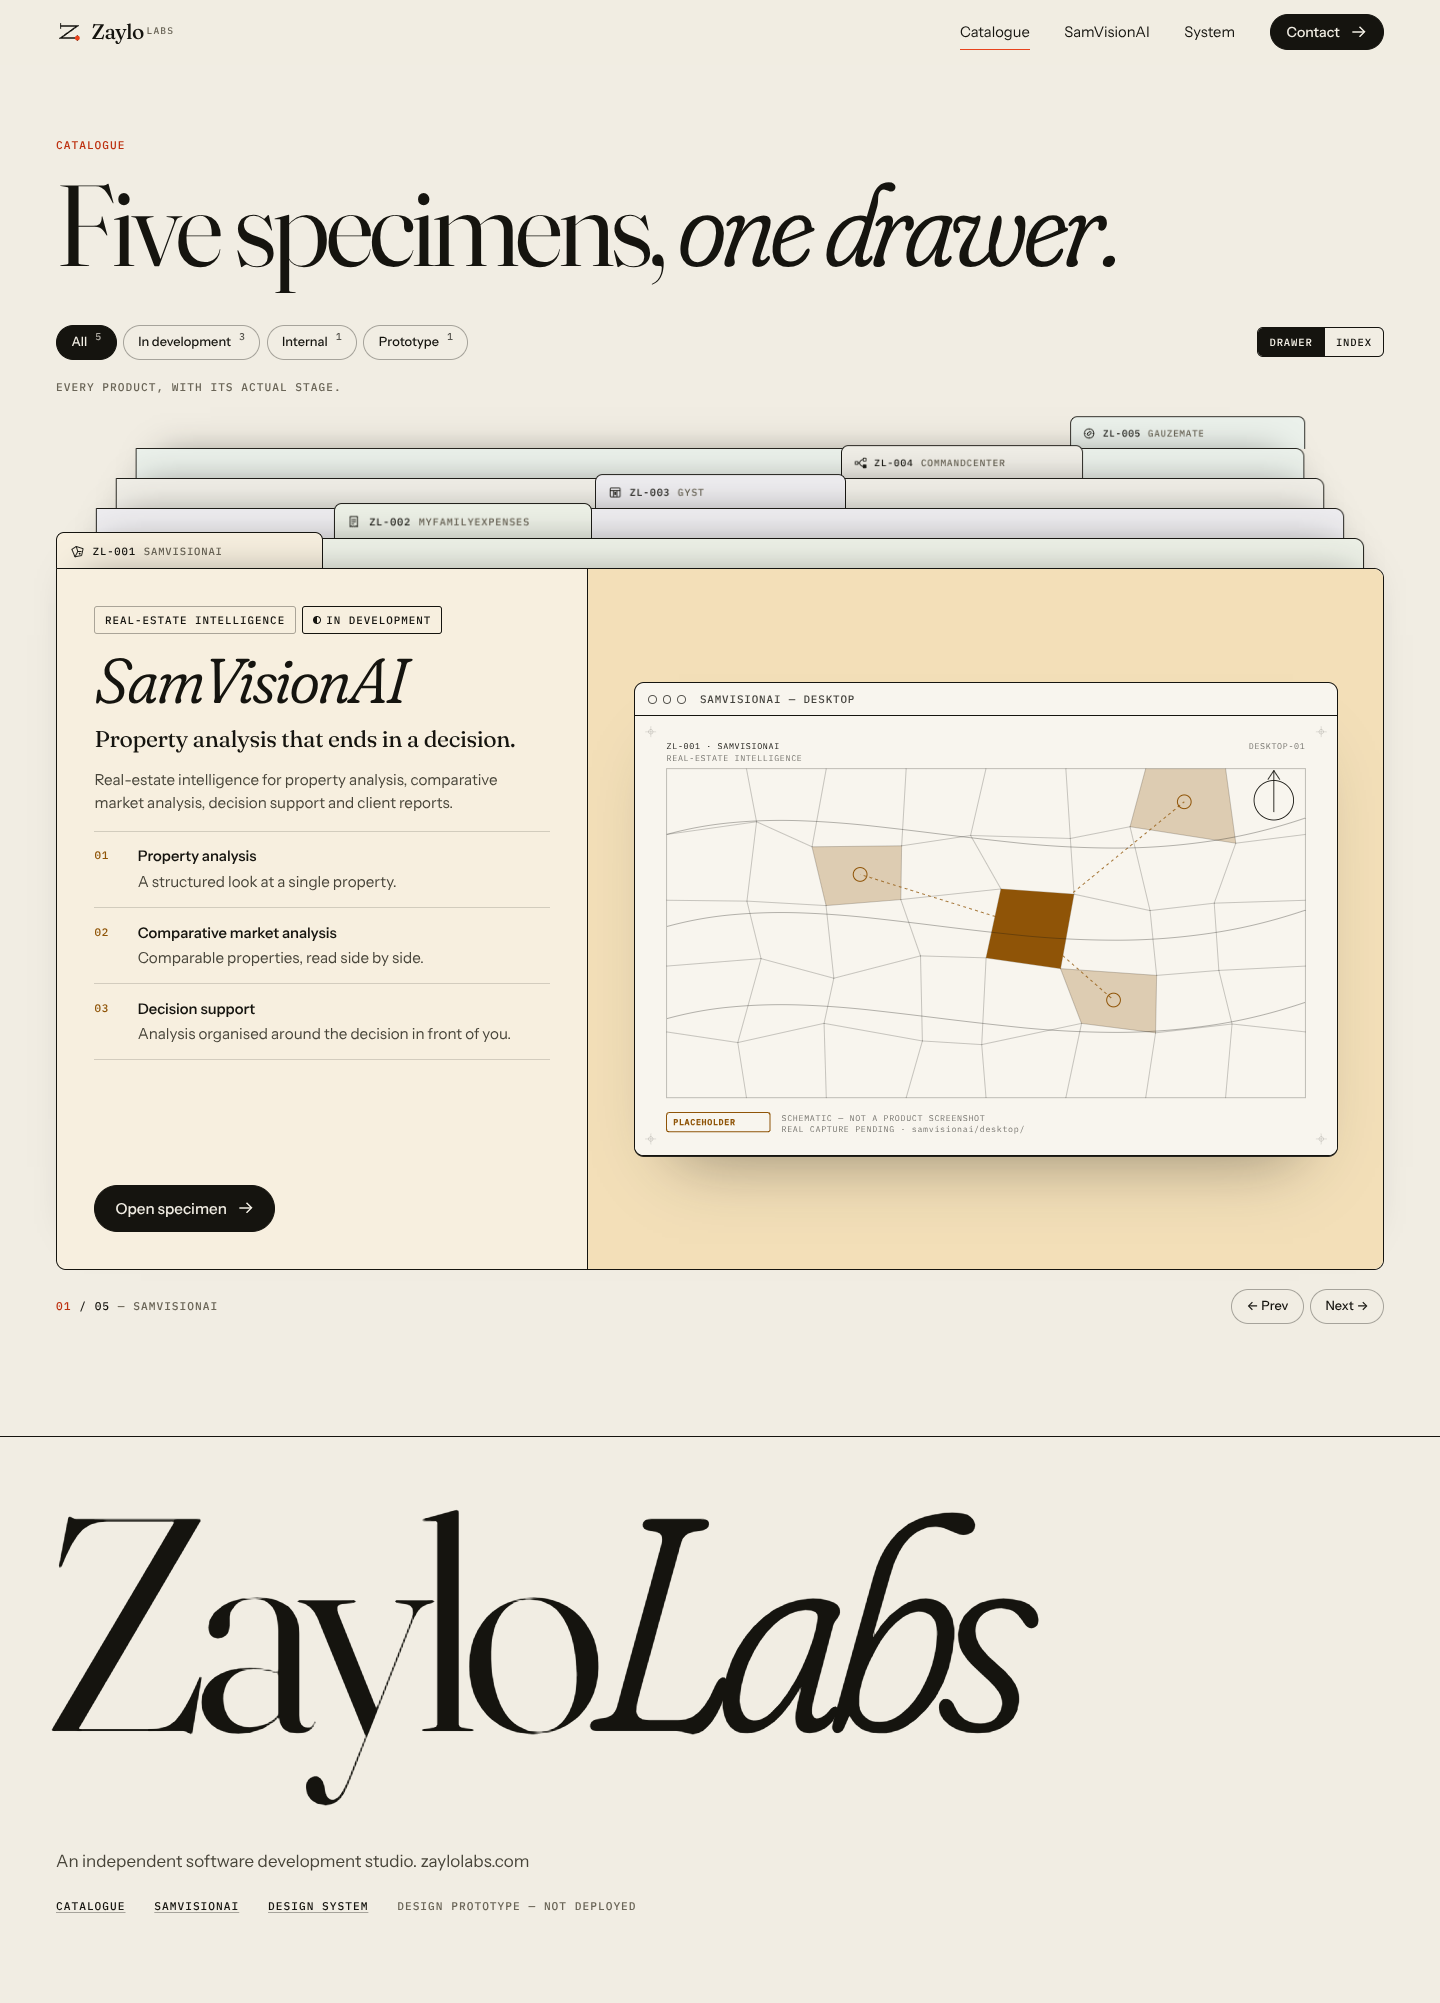 Zaylo LABS
Catalogue SamVisionAI System Contact →
CATALOGUE
Five specimens, one drawer.
All 5 In development 3 Internal 1 Prototype 1
DRAWER INDEX
EVERY PRODUCT, WITH ITS ACTUAL STAGE.
ZL-005 GAUZEMATE
ZL-004 COMMANDCENTER
ZL-003 GYST
ZL-002 MYFAMILYEXPENSES
ZL-001 SAMVISIONAI
REAL-ESTATE INTELLIGENCE IN DEVELOPMENT
SamVisionAI
Property analysis that ends in a decision.
Real-estate intelligence for property analysis, comparative
market analysis, decision support and client reports.
01 Property analysis
A structured look at a single property.
02 Comparative market analysis
Comparable properties, read side by side.
03 Decision support
Analysis organised around the decision in front of you.
Open specimen →
SAMVISIONAI — DESKTOP
ZL-001 · SAMVISIONAI DESKTOP-01
REAL-ESTATE INTELLIGENCE
PLACEHOLDER
SCHEMATIC — NOT A PRODUCT SCREENSHOT
REAL CAPTURE PENDING · samvisionai/desktop/
01 / 05 — SAMVISIONAI
← Prev Next →
ZayloLabs
An independent software development studio. zaylolabs.com
CATALOGUE SAMVISIONAI DESIGN SYSTEM DESIGN PROTOTYPE — NOT DEPLOYED